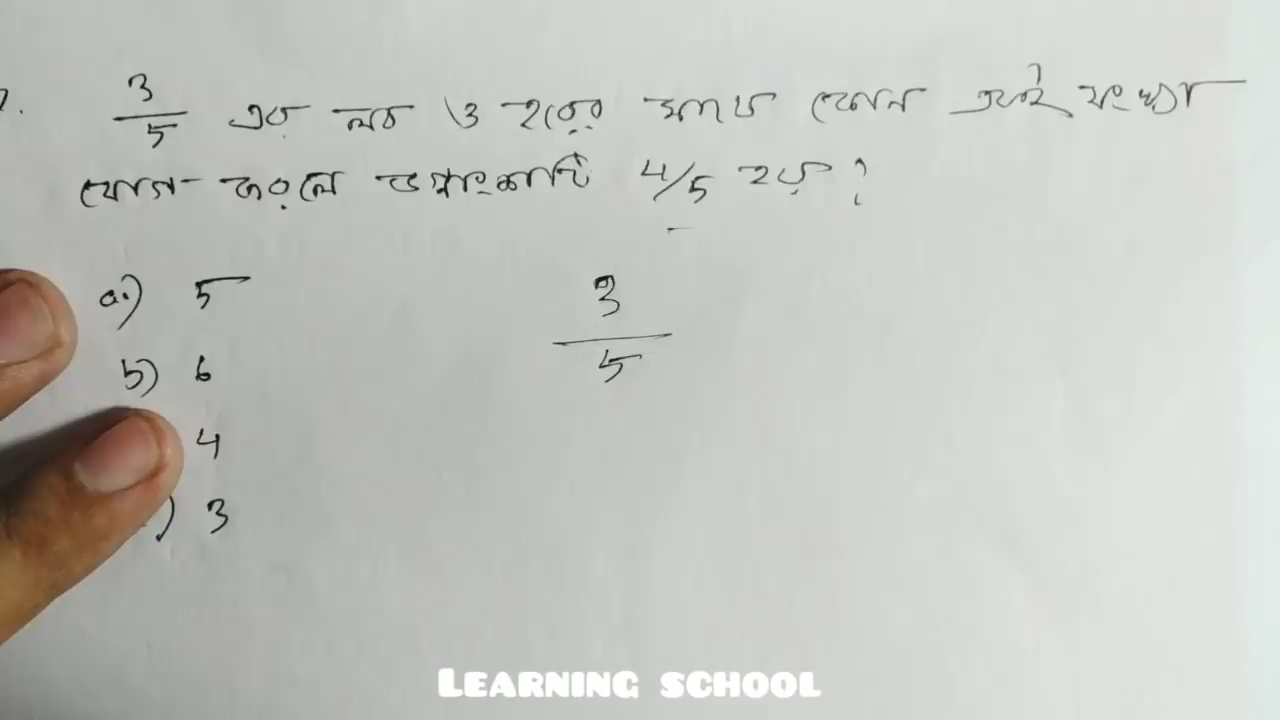 3/5 এর লব ও হরের সাথে কোন একই সংখ্যা
যোগ করলে ভগ্নাংশটি 4/5 হয় ?
a) 5
b) 6
4
) 3
3/5
LEARNING SCHOOL